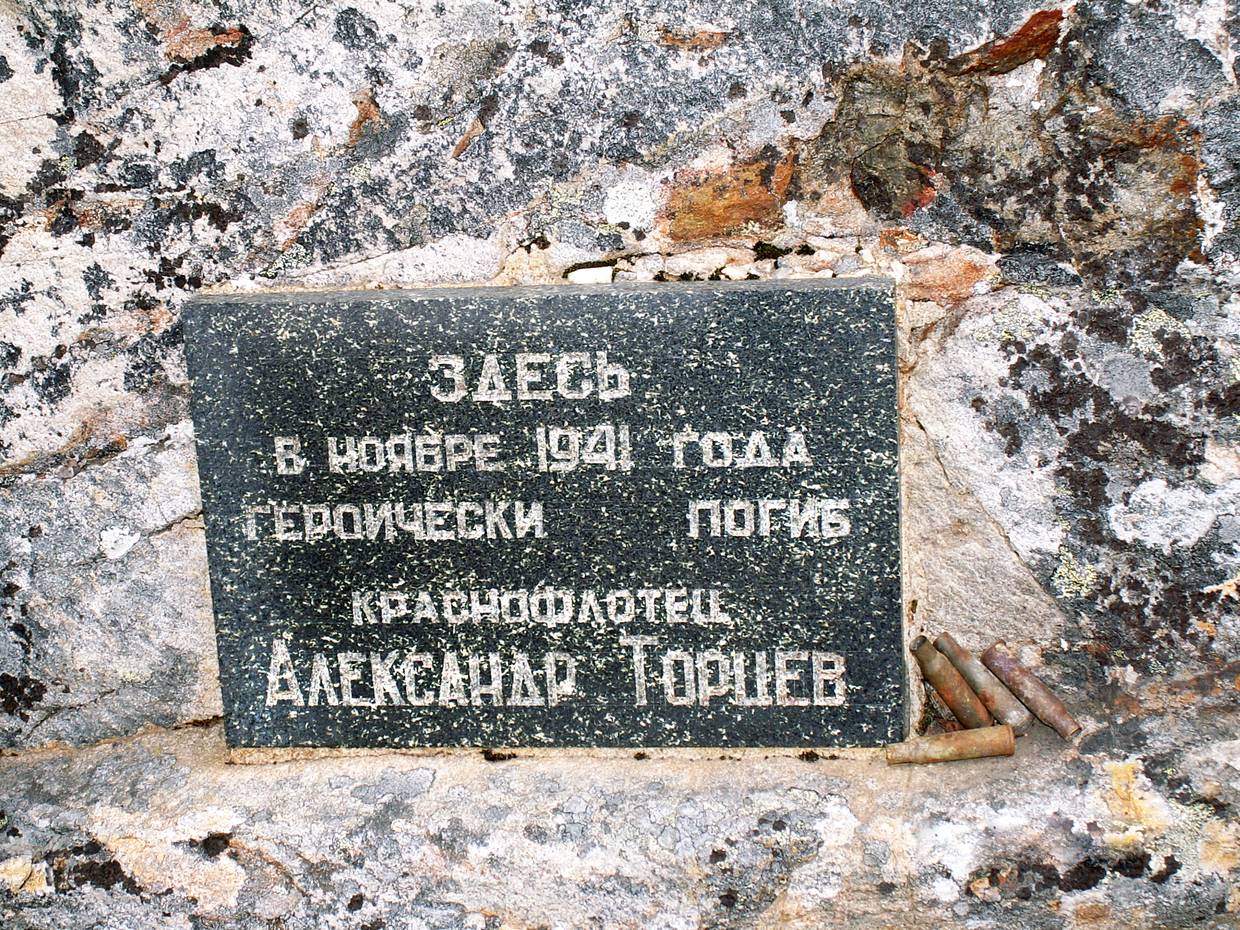 ЗДЕСЬ
В НОЯБРЕ 1941 ГОДА
ГЕРОИЧЕСКИ ПОГИБ
КРАСНОФЛОТЕЦ
АЛЕКСАНДР ТОРЦЕВ